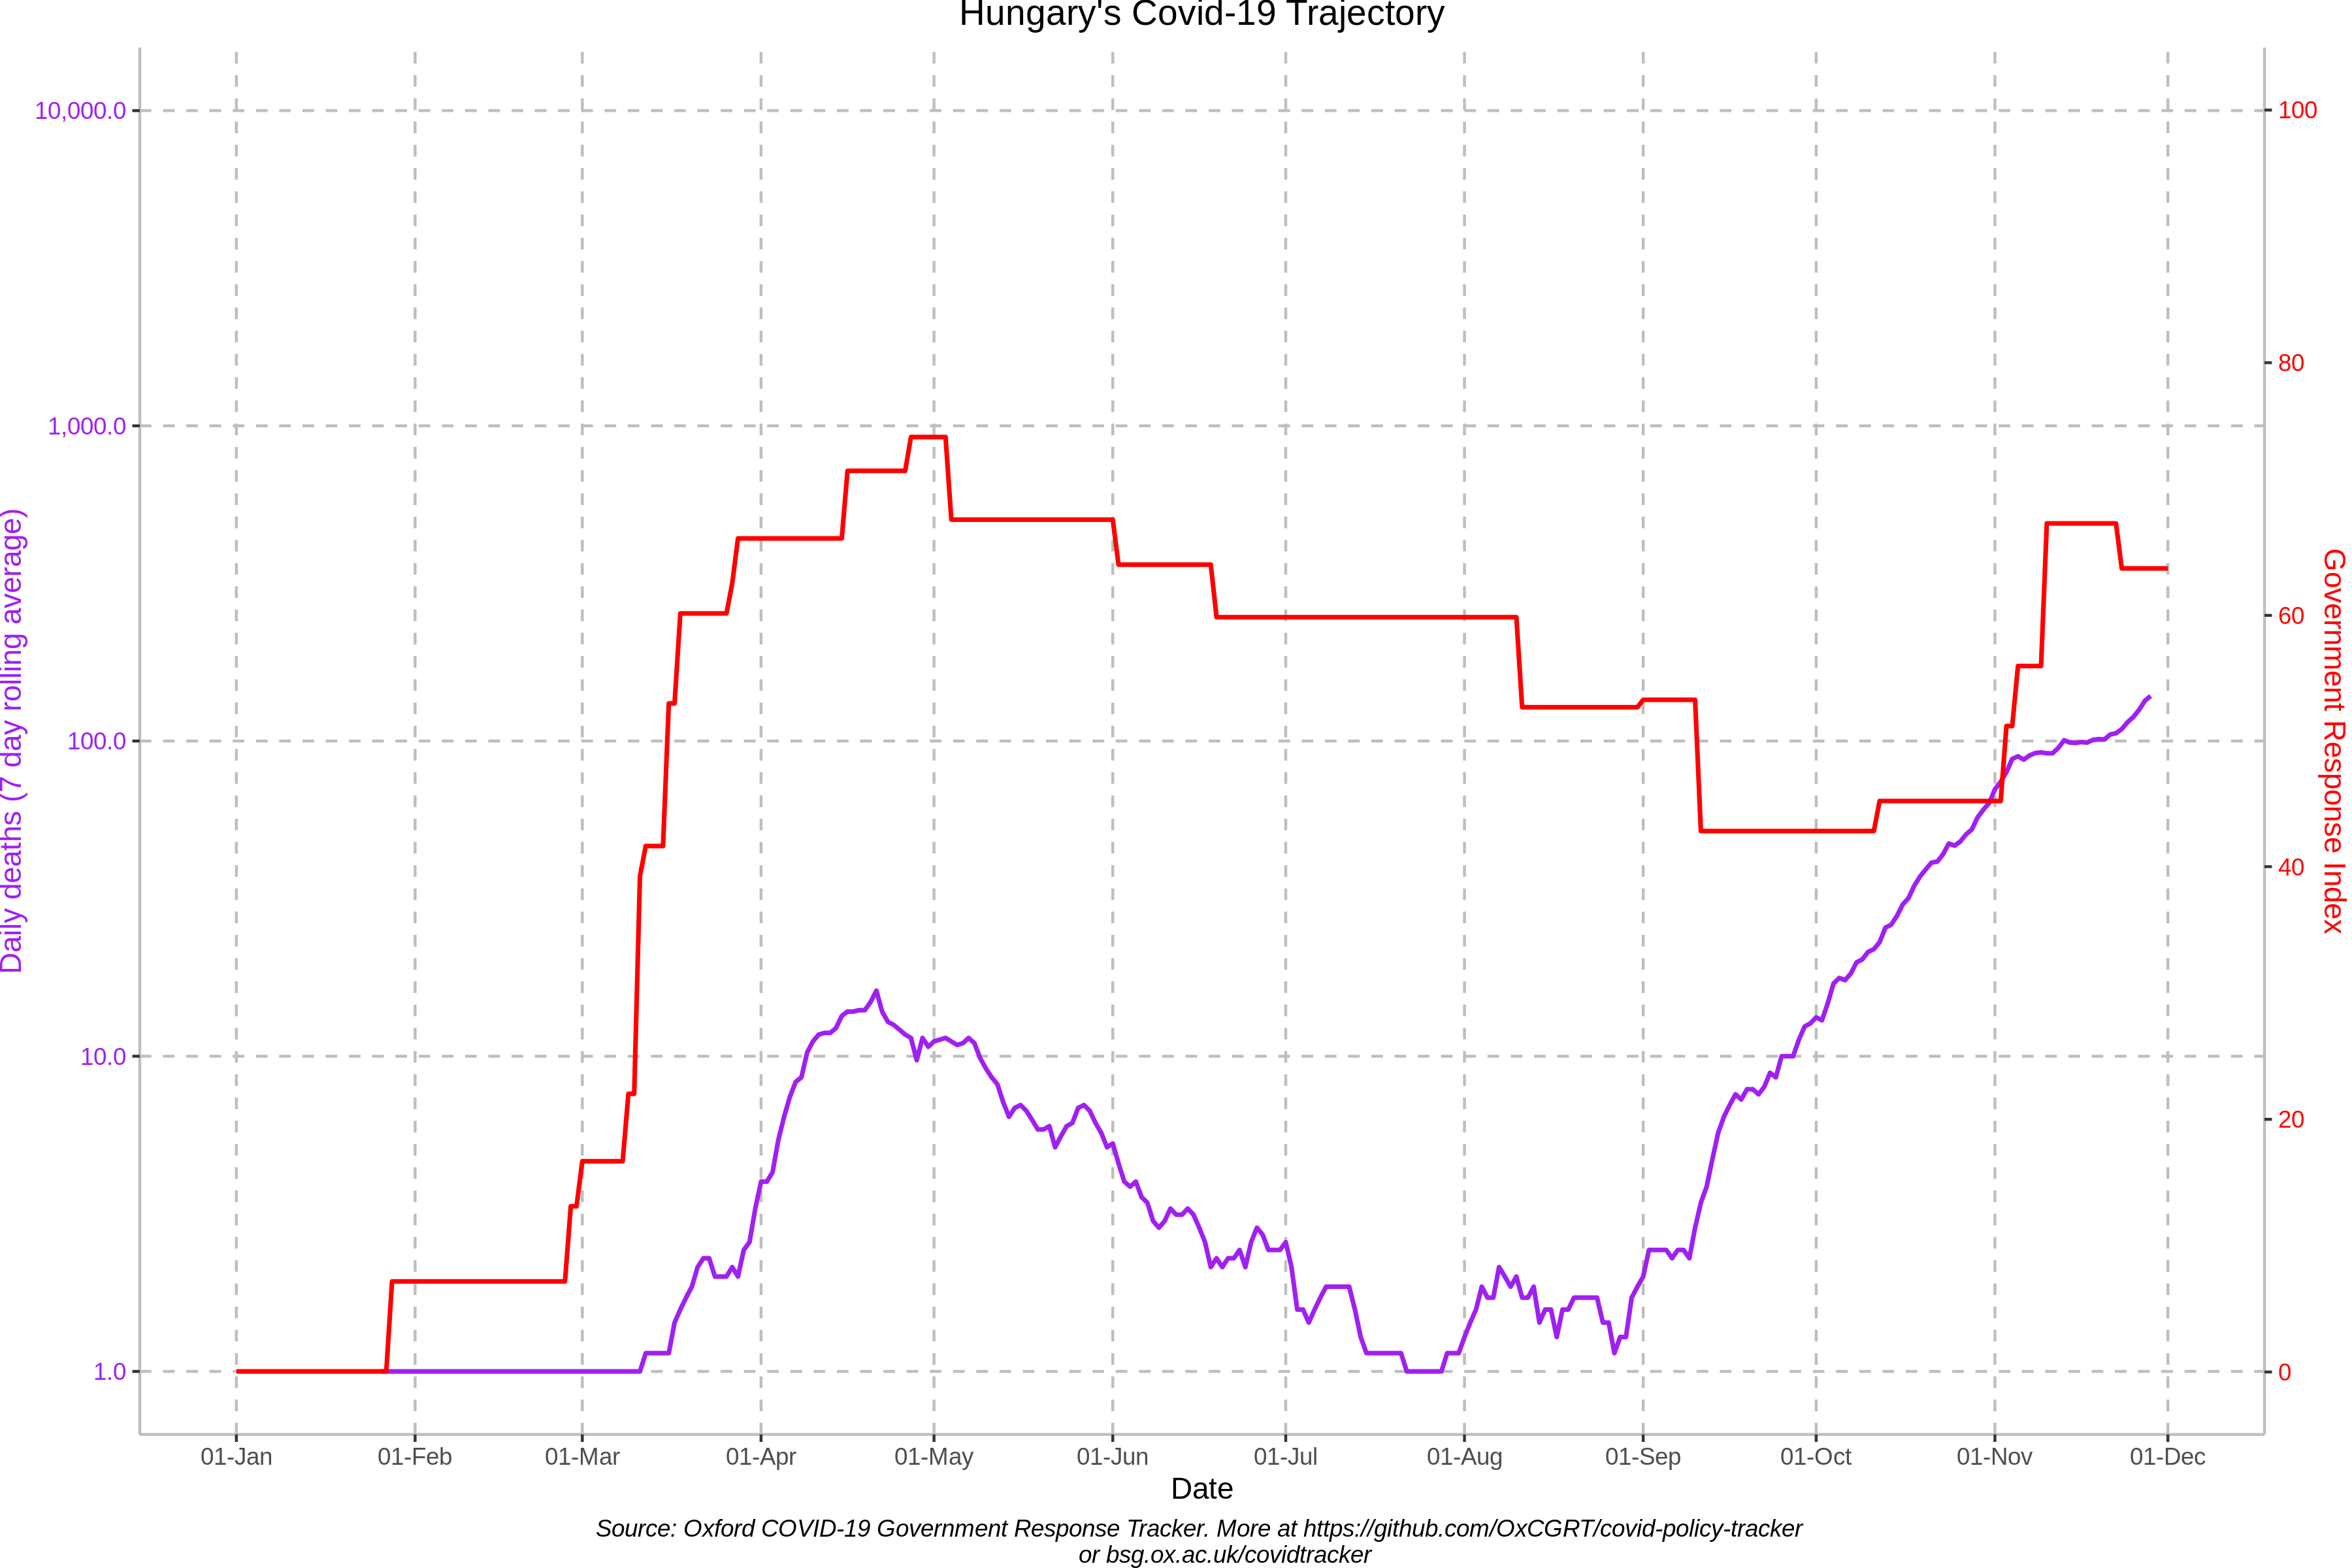 Hungary's Covid-19 Trajectory
10,000.0
1,000.0
100.0
10.0
1.0
Daily deaths (7 day rolling average)
100
80
60
40
20
0
Government Response Index
01-Jan
01-Feb
01-Mar
01-Apr
01-May
01-Jun
01-Jul
01-Aug
01-Sep
01-Oct
01-Nov
01-Dec
Date
Source: Oxford COVID-19 Government Response Tracker. More at https://github.com/OxCGRT/covid-policy-tracker
or bsg.ox.ac.uk/covidtracker